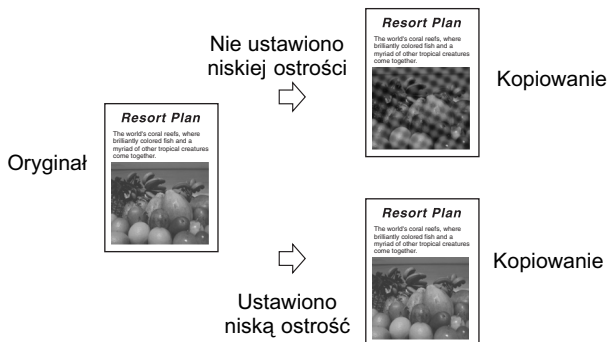 Nie ustawiono
niskiej ostrości
Resort Plan
The world's coral reefs, where
brilliantly colored fish and a
myriad of other tropical creatures
come together.
Kopiowanie
Oryginał
Resort Plan
The world's coral reefs, where
brilliantly colored fish and a
myriad of other tropical creatures
come together.
Ustawiono
niską ostrość
Resort Plan
The world's coral reefs, where
brilliantly colored fish and a
myriad of other tropical creatures
come together.
Kopiowanie